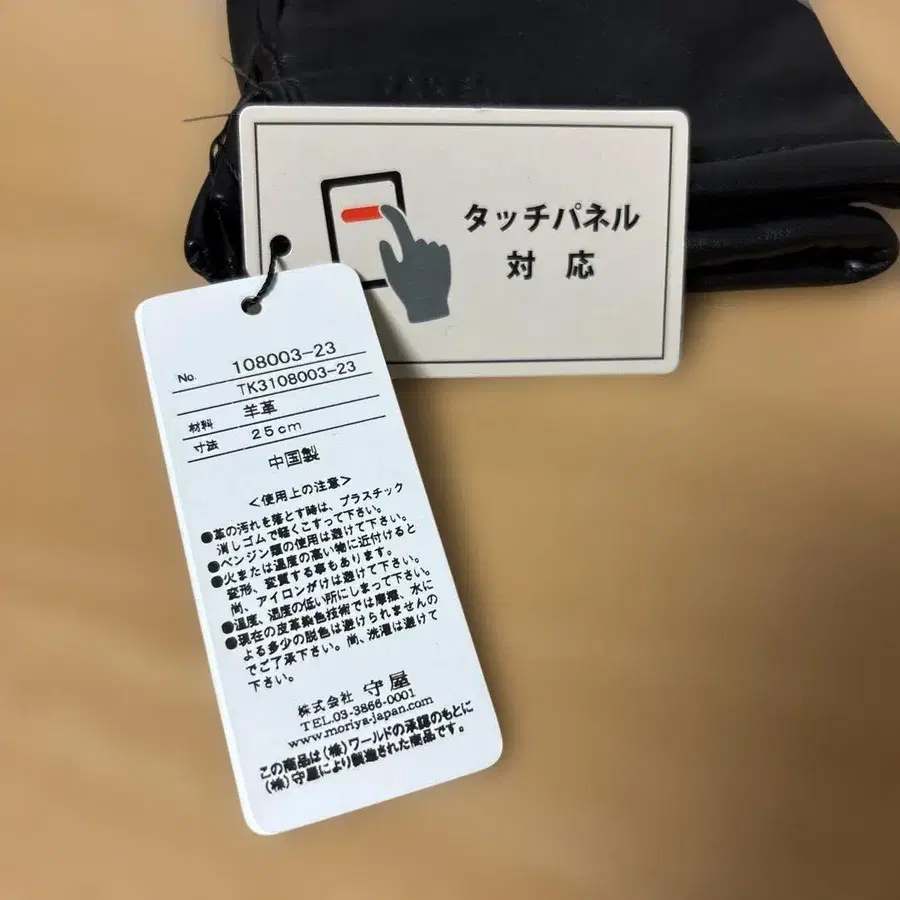 タッチパネル
対 応
No. 108003-23
TK3108003-23
材料 羊革
寸法 25cm
中国製
<使用上の注意>
●革の汚れを落とす時は、プラスチック
消しゴムで軽くこすって下さい。
●ベンジン類の使用は避けて下さい。
●火または温度の高い物に近付けると
変形、変質する事もあります。
尚、アイロンがけは避けて下さい。
●温度、湿度の低い所にしまって下さい。
●現在の皮革染色技術では摩擦、水に
よる多少の脱色は避けられませんの
でご了承下さい。尚、洗濯は避けて
下さい。
株式会社 守屋
TEL.03-3866-0001
www.moriya-japan.com
この商品は(株)ワールドの承認のもとに
(株)守屋により製造された商品です。